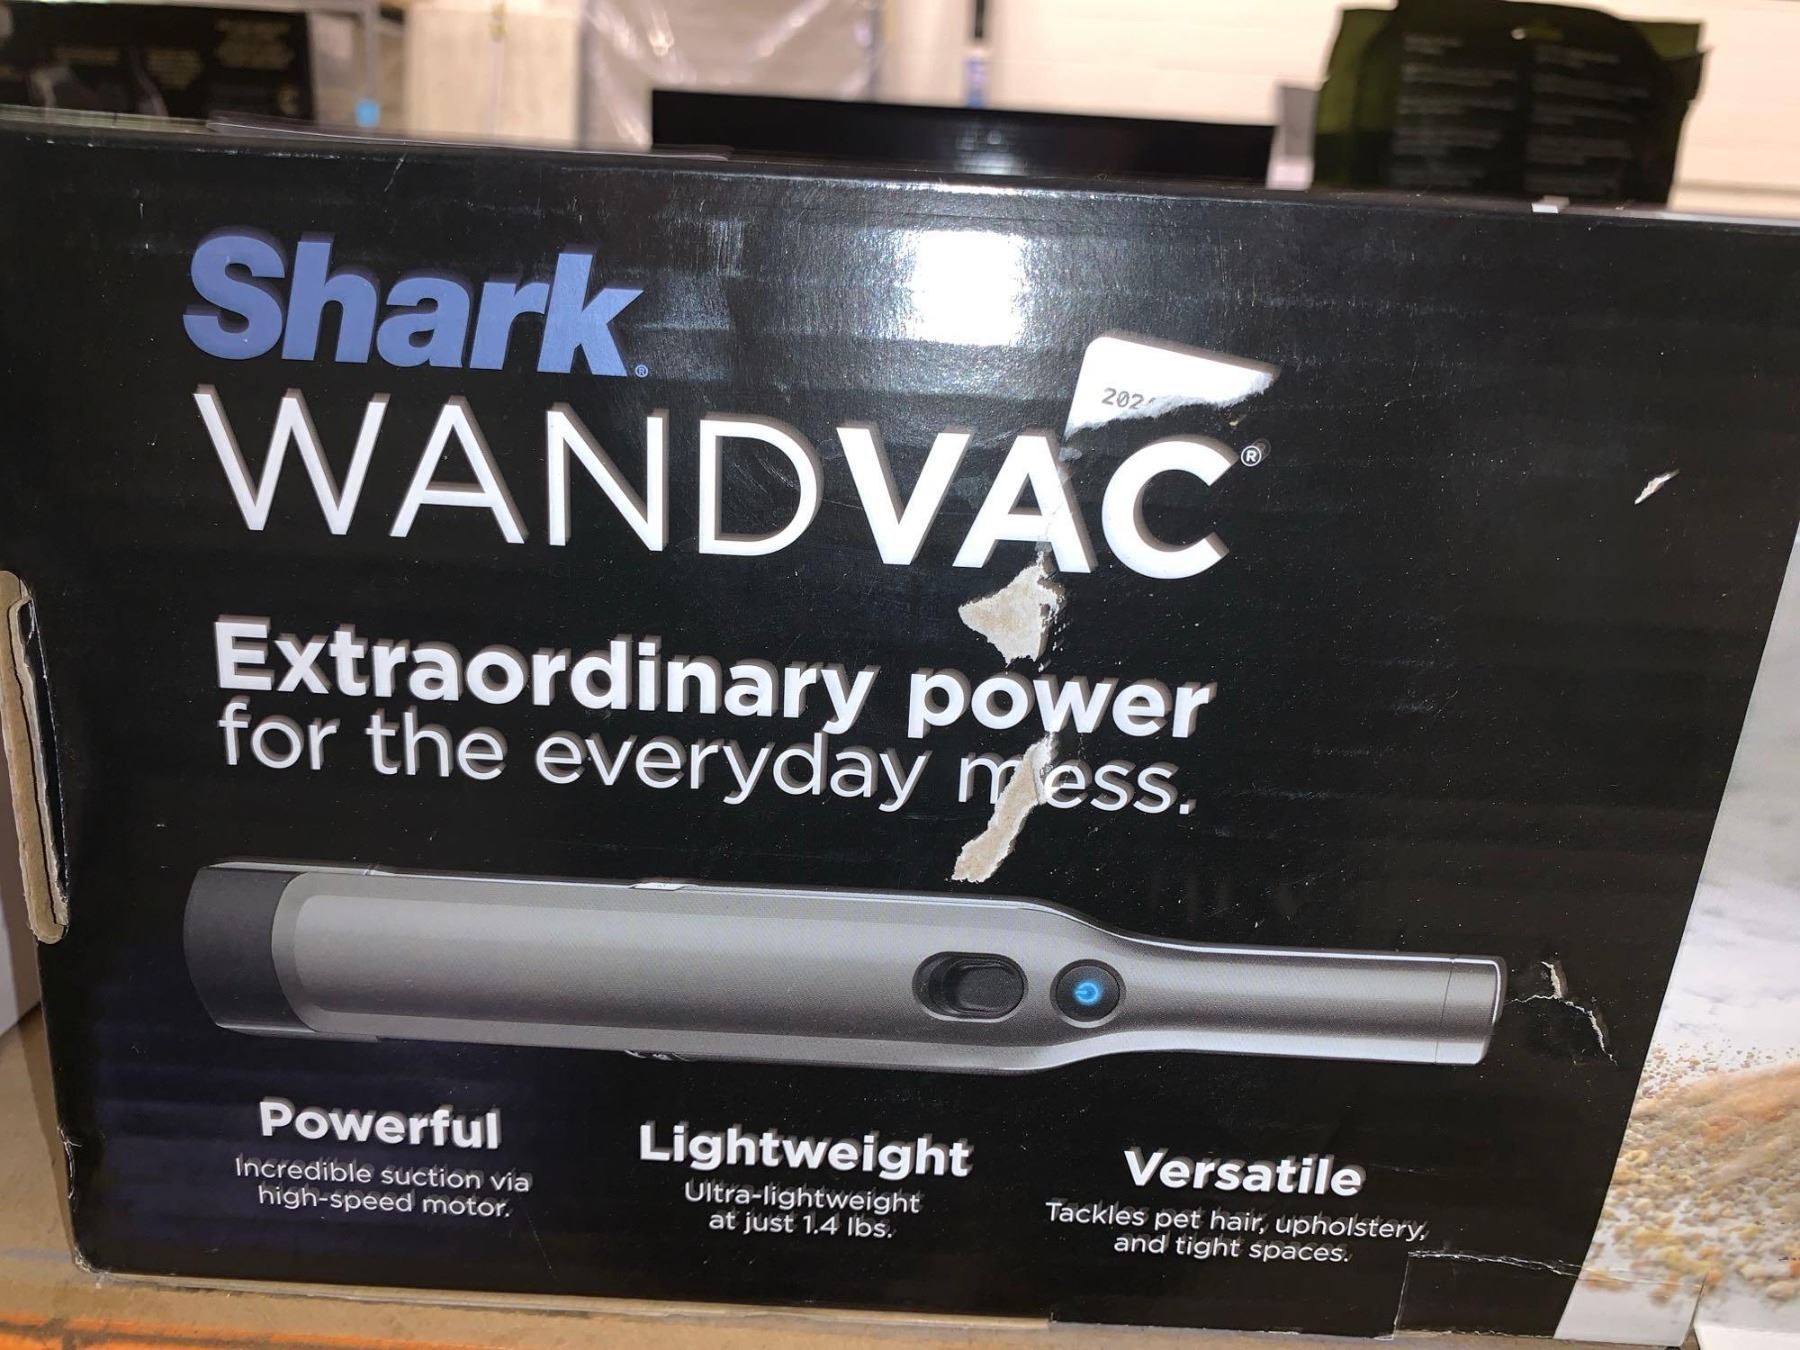 Shark®
WANDVAC®
Extraordinary power
for the everyday mess.
Powerful
Incredible suction via
high-speed motor.
Lightweight
Ultra-lightweight
at just 1.4 lbs.
Versatile
Tackles pet hair, upholstery,
and tight spaces.